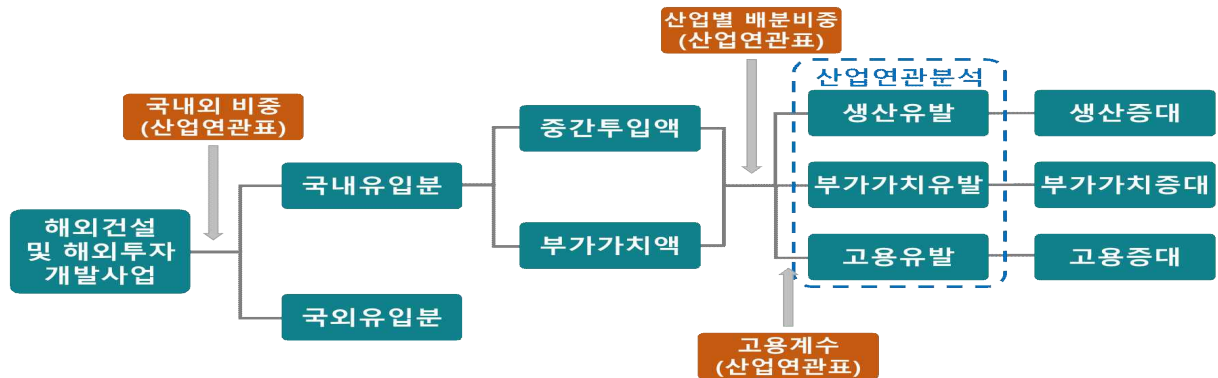 산업별 배분비중
(산업연관표)
산업연관분석
국내외 비중
(산업연관표)
중간투입액
생산유발
생산증대
국내유입분
부가가치유발
부가가치증대
해외건설
및 해외투자
개발사업
부가가치액
고용유발
고용증대
국외유입분
고용계수
(산업연관표)